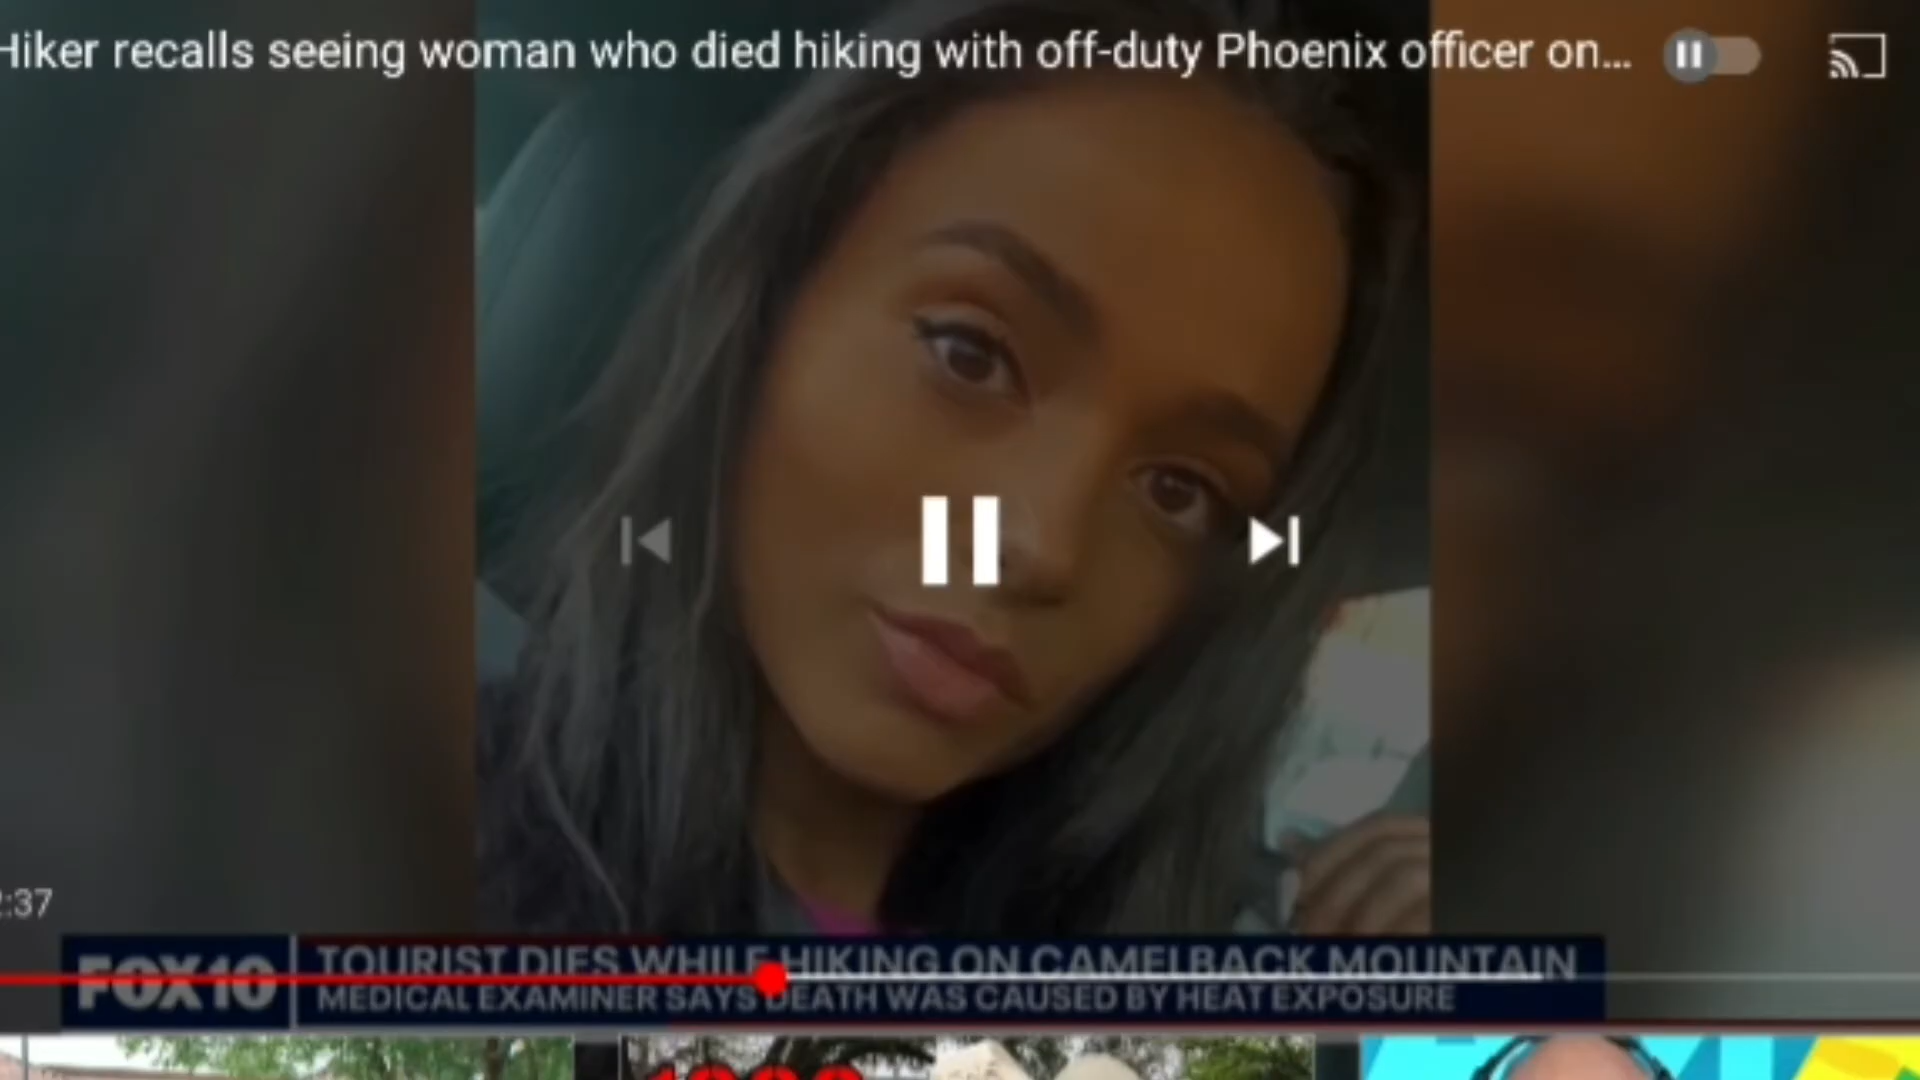 Hiker recalls seeing woman who died hiking with off-duty Phoenix officer on...
2:37
FOX10
TOURIST DIES WHILE HIKING ON CAMELBACK MOUNTAIN
MEDICAL EXAMINER SAYS DEATH WAS CAUSED BY HEAT EXPOSURE